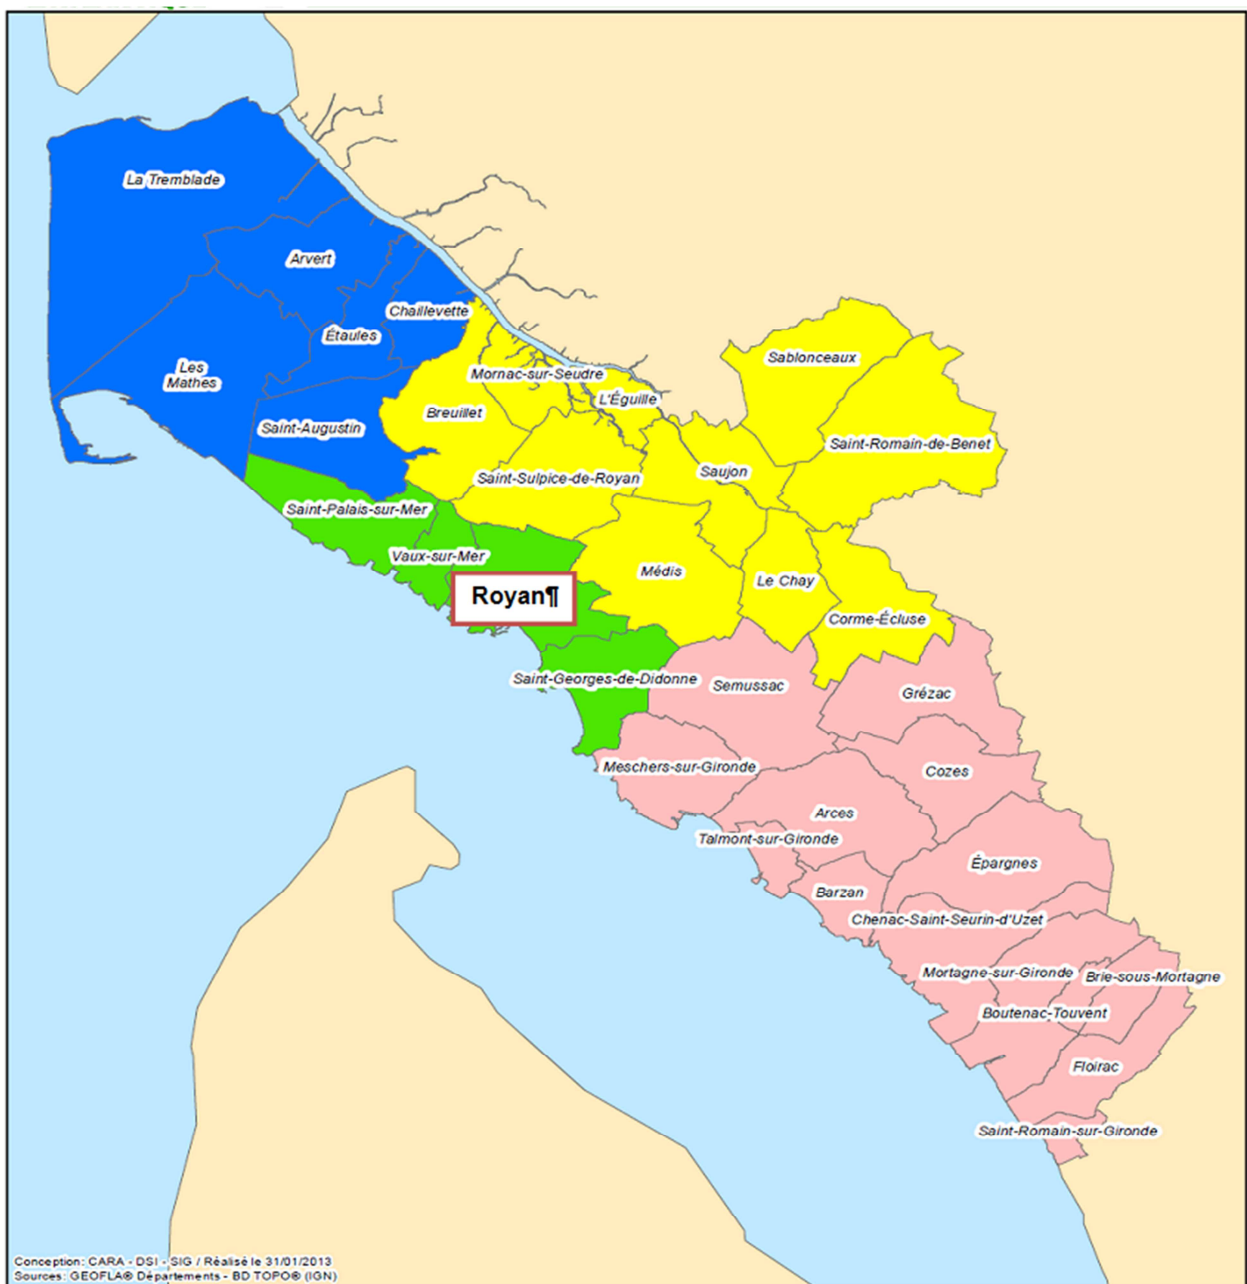 La Tremblade
Arvert
Chaillevette
Étaules
Les
Mathes
Sablonceaux
Mornac-sur-Seudre
L'Éguille
Breuillet
Saint-Augustin
Saint-Romain-de-Benet
Saujon
Saint-Sulpice-de-Royan
Saint-Palais-sur-Mer
Vaux-sur-Mer
Médis
Le Chay
Royan¶
Corme-Écluse
Saint-Georges-de-Didonne
Semussac
Grézac
Meschers-sur-Gironde
Cozes
Arces
Talmont-sur-Gironde
Épargnes
Barzan
Chenac-Saint-Seurin-d'Uzet
Mortagne-sur-Gironde
Brie-sous-Mortagne
Boutenac-Touvent
Floirac
Saint-Romain-sur-Gironde
Conception: CARA - DSI - SIG / Réalisé le 31/01/2013
Sources: GEOFLA® Départements - BD TOPO® (IGN)